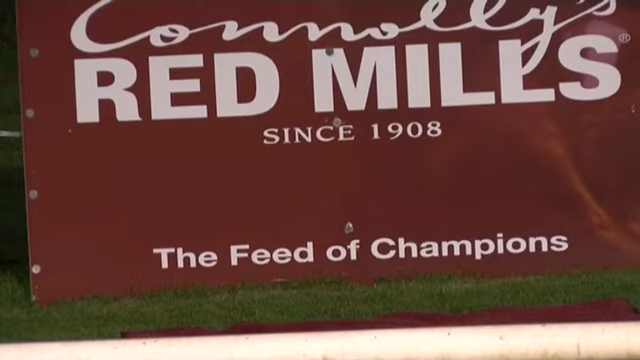 Connolly's
RED MILLS®
SINCE 1908
The Feed of Champions